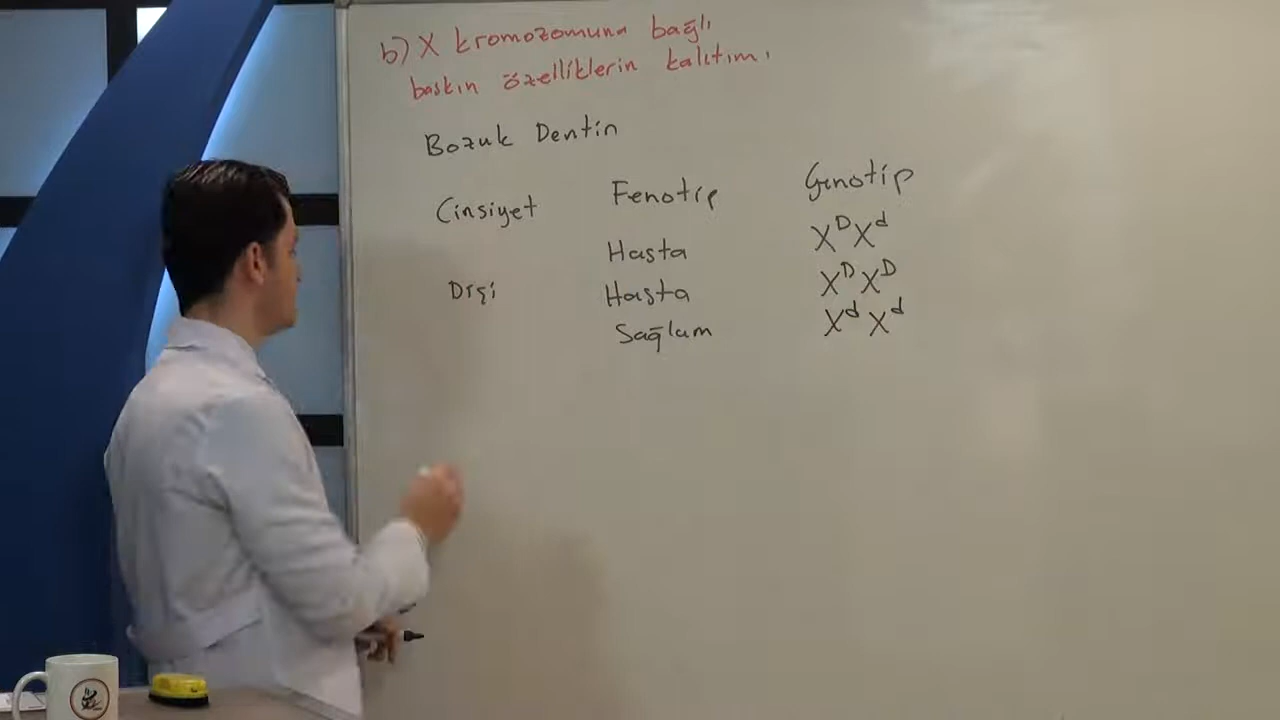 b) X kromozomuna bağlı
baskın özelliklerin kalıtımı
Bozuk Dentin
Cinsiyet Fenotip Genotip
Hasta XᴰXᵈ
Dişi Hasta XᴰXᴰ
Sağlam XᵈXᵈ